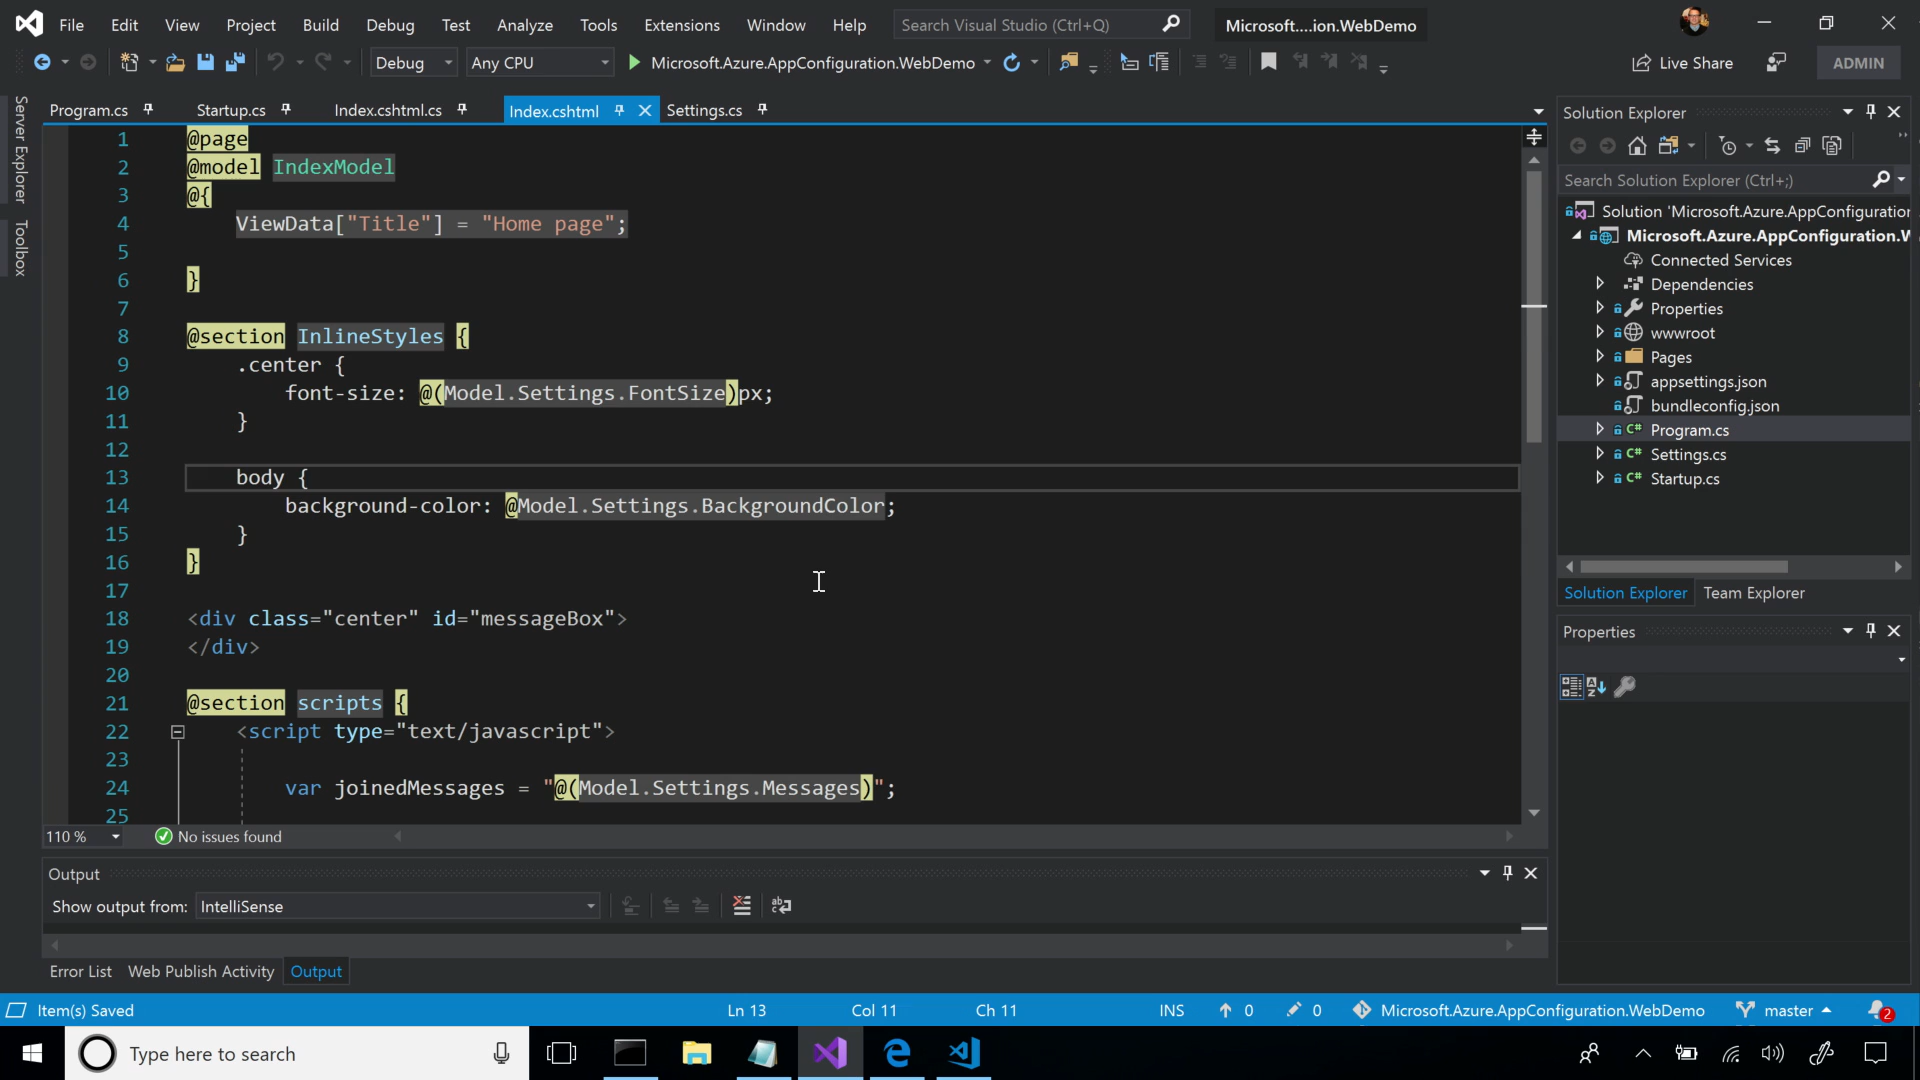 File Edit View Project Build Debug Test Analyze Tools Extensions Window Help Search Visual Studio (Ctrl+Q) Microsoft....ion.WebDemo
Debug Any CPU Microsoft.Azure.AppConfiguration.WebDemo Live Share ADMIN
Server Explorer
Toolbox
Program.cs Startup.cs Index.cshtml.cs Index.cshtml Settings.cs
1 @page
2 @model IndexModel
3 @{
4 ViewData["Title"] = "Home page";
5
6 }
7
8 @section InlineStyles {
9 .center {
10 font-size: @(Model.Settings.FontSize)px;
11 }
12
13 body {
14 background-color: @Model.Settings.BackgroundColor;
15 }
16 }
17
18 <div class="center" id="messageBox">
19 </div>
20
21 @section scripts {
22 <script type="text/javascript">
23
24 var joinedMessages = "@(Model.Settings.Messages)";
25
110 % No issues found
Output
Show output from: IntelliSense
Error List Web Publish Activity Output
Solution Explorer
Search Solution Explorer (Ctrl+;)
Solution 'Microsoft.Azure.AppConfiguration
Microsoft.Azure.AppConfiguration.W
Connected Services
Dependencies
Properties
wwwroot
Pages
appsettings.json
bundleconfig.json
C# Program.cs
C# Settings.cs
C# Startup.cs
Solution Explorer Team Explorer
Properties
Item(s) Saved Ln 13 Col 11 Ch 11 INS 0 0 Microsoft.Azure.AppConfiguration.WebDemo master 2
Type here to search